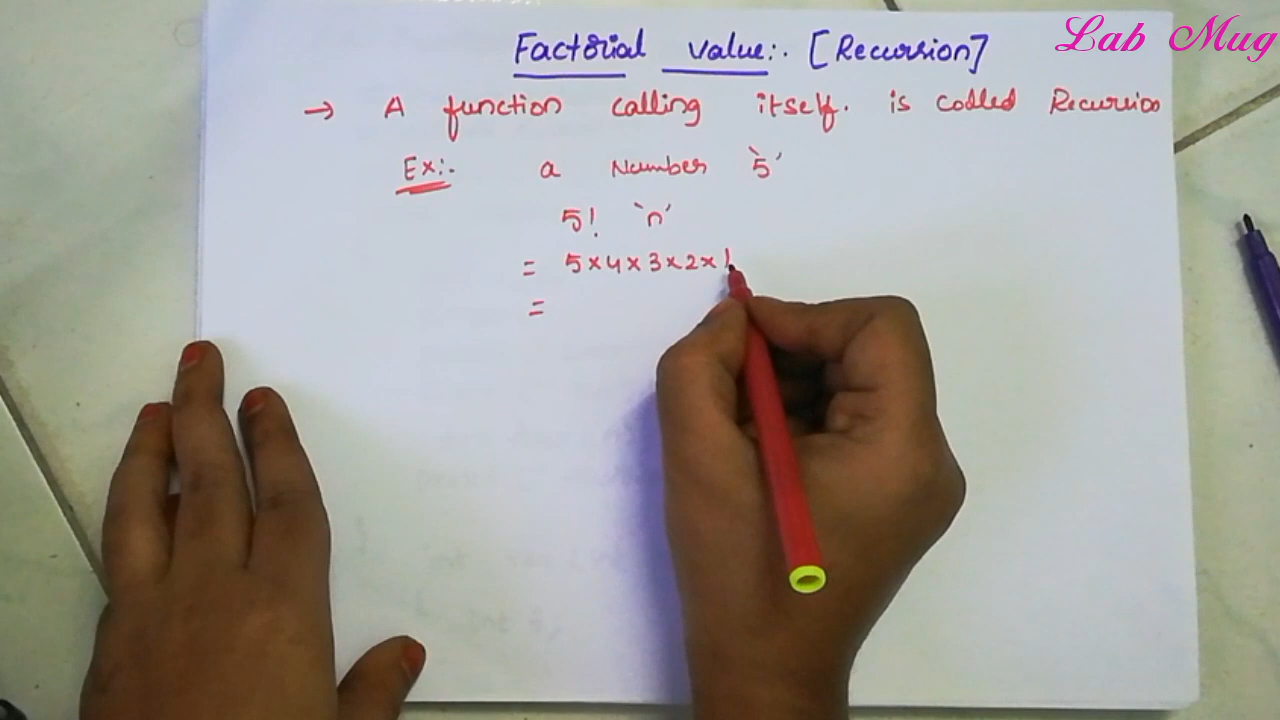 Lab Mug
Factorial value:. [Recursion]
→ A function calling itself. is called Recursion
Ex:- a Number `5'
5! `n'
= 5×4×3×2×1
=